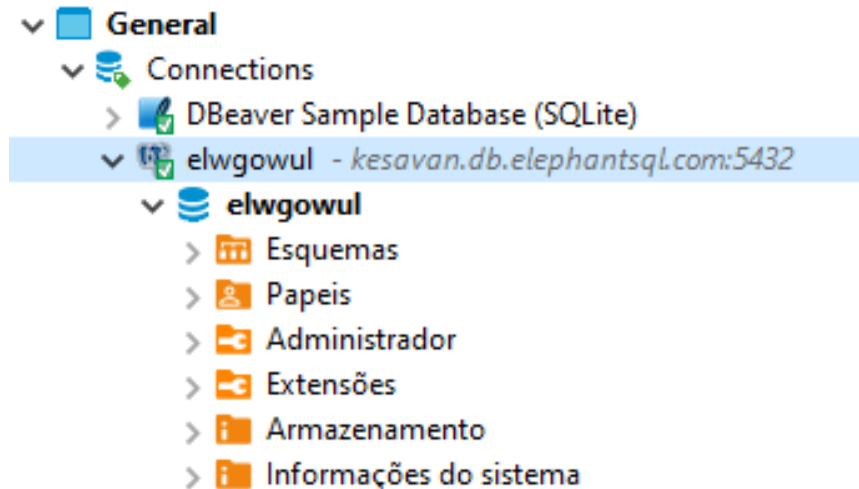 General
Connections
DBeaver Sample Database (SQLite)
elwgowul - kesavan.db.elephantsql.com:5432
elwgowul
Esquemas
Papeis
Administrador
Extensões
Armazenamento
Informações do sistema